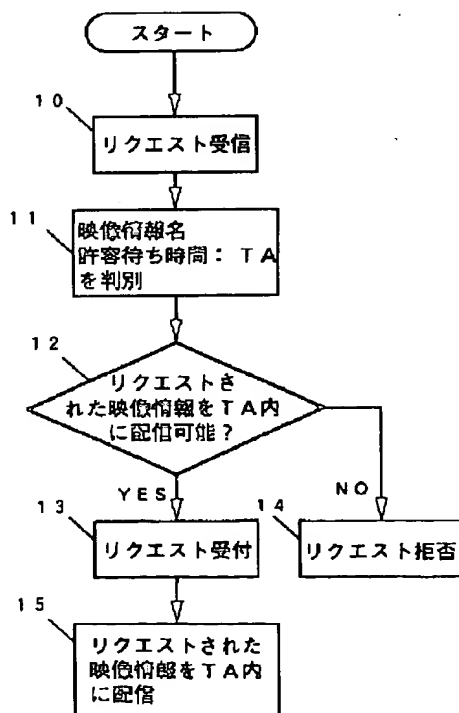 スタート
10
リクエスト受信
11
映像情報名
許容待ち時間：TA
を判別
12
リクエストさ
れた映像情報をTA内
に配信可能？
YES
NO
13
リクエスト受付
14
リクエスト拒否
15
リクエストされた
映像情報をTA内
に配信